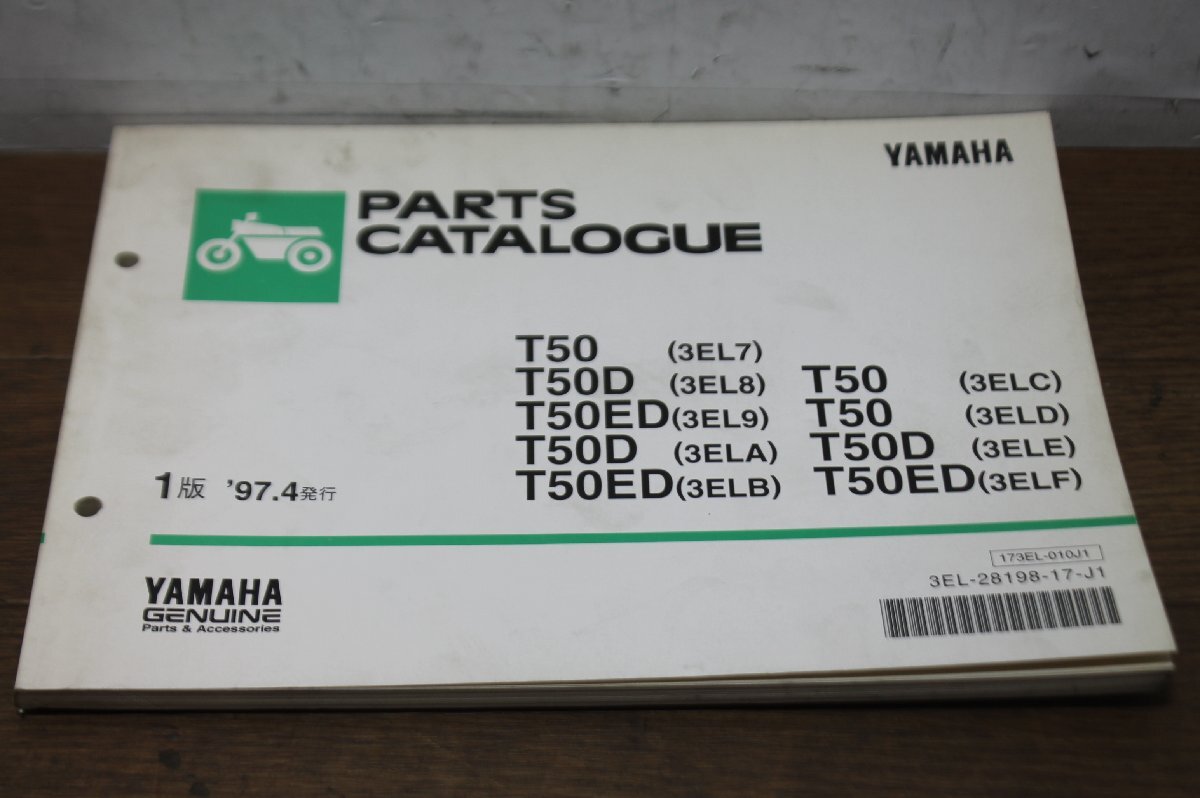 YAMAHA
PARTS
CATALOGUE
T50 (3EL7)
T50D (3EL8)
T50ED (3EL9)
T50D (3ELA)
T50ED (3ELB)
T50 (3ELC)
T50 (3ELD)
T50D (3ELE)
T50ED (3ELF)
1版 '97.4発行
YAMAHA
GENUINE
Parts & Accessories
173EL-010J1
3EL-28198-17-J1